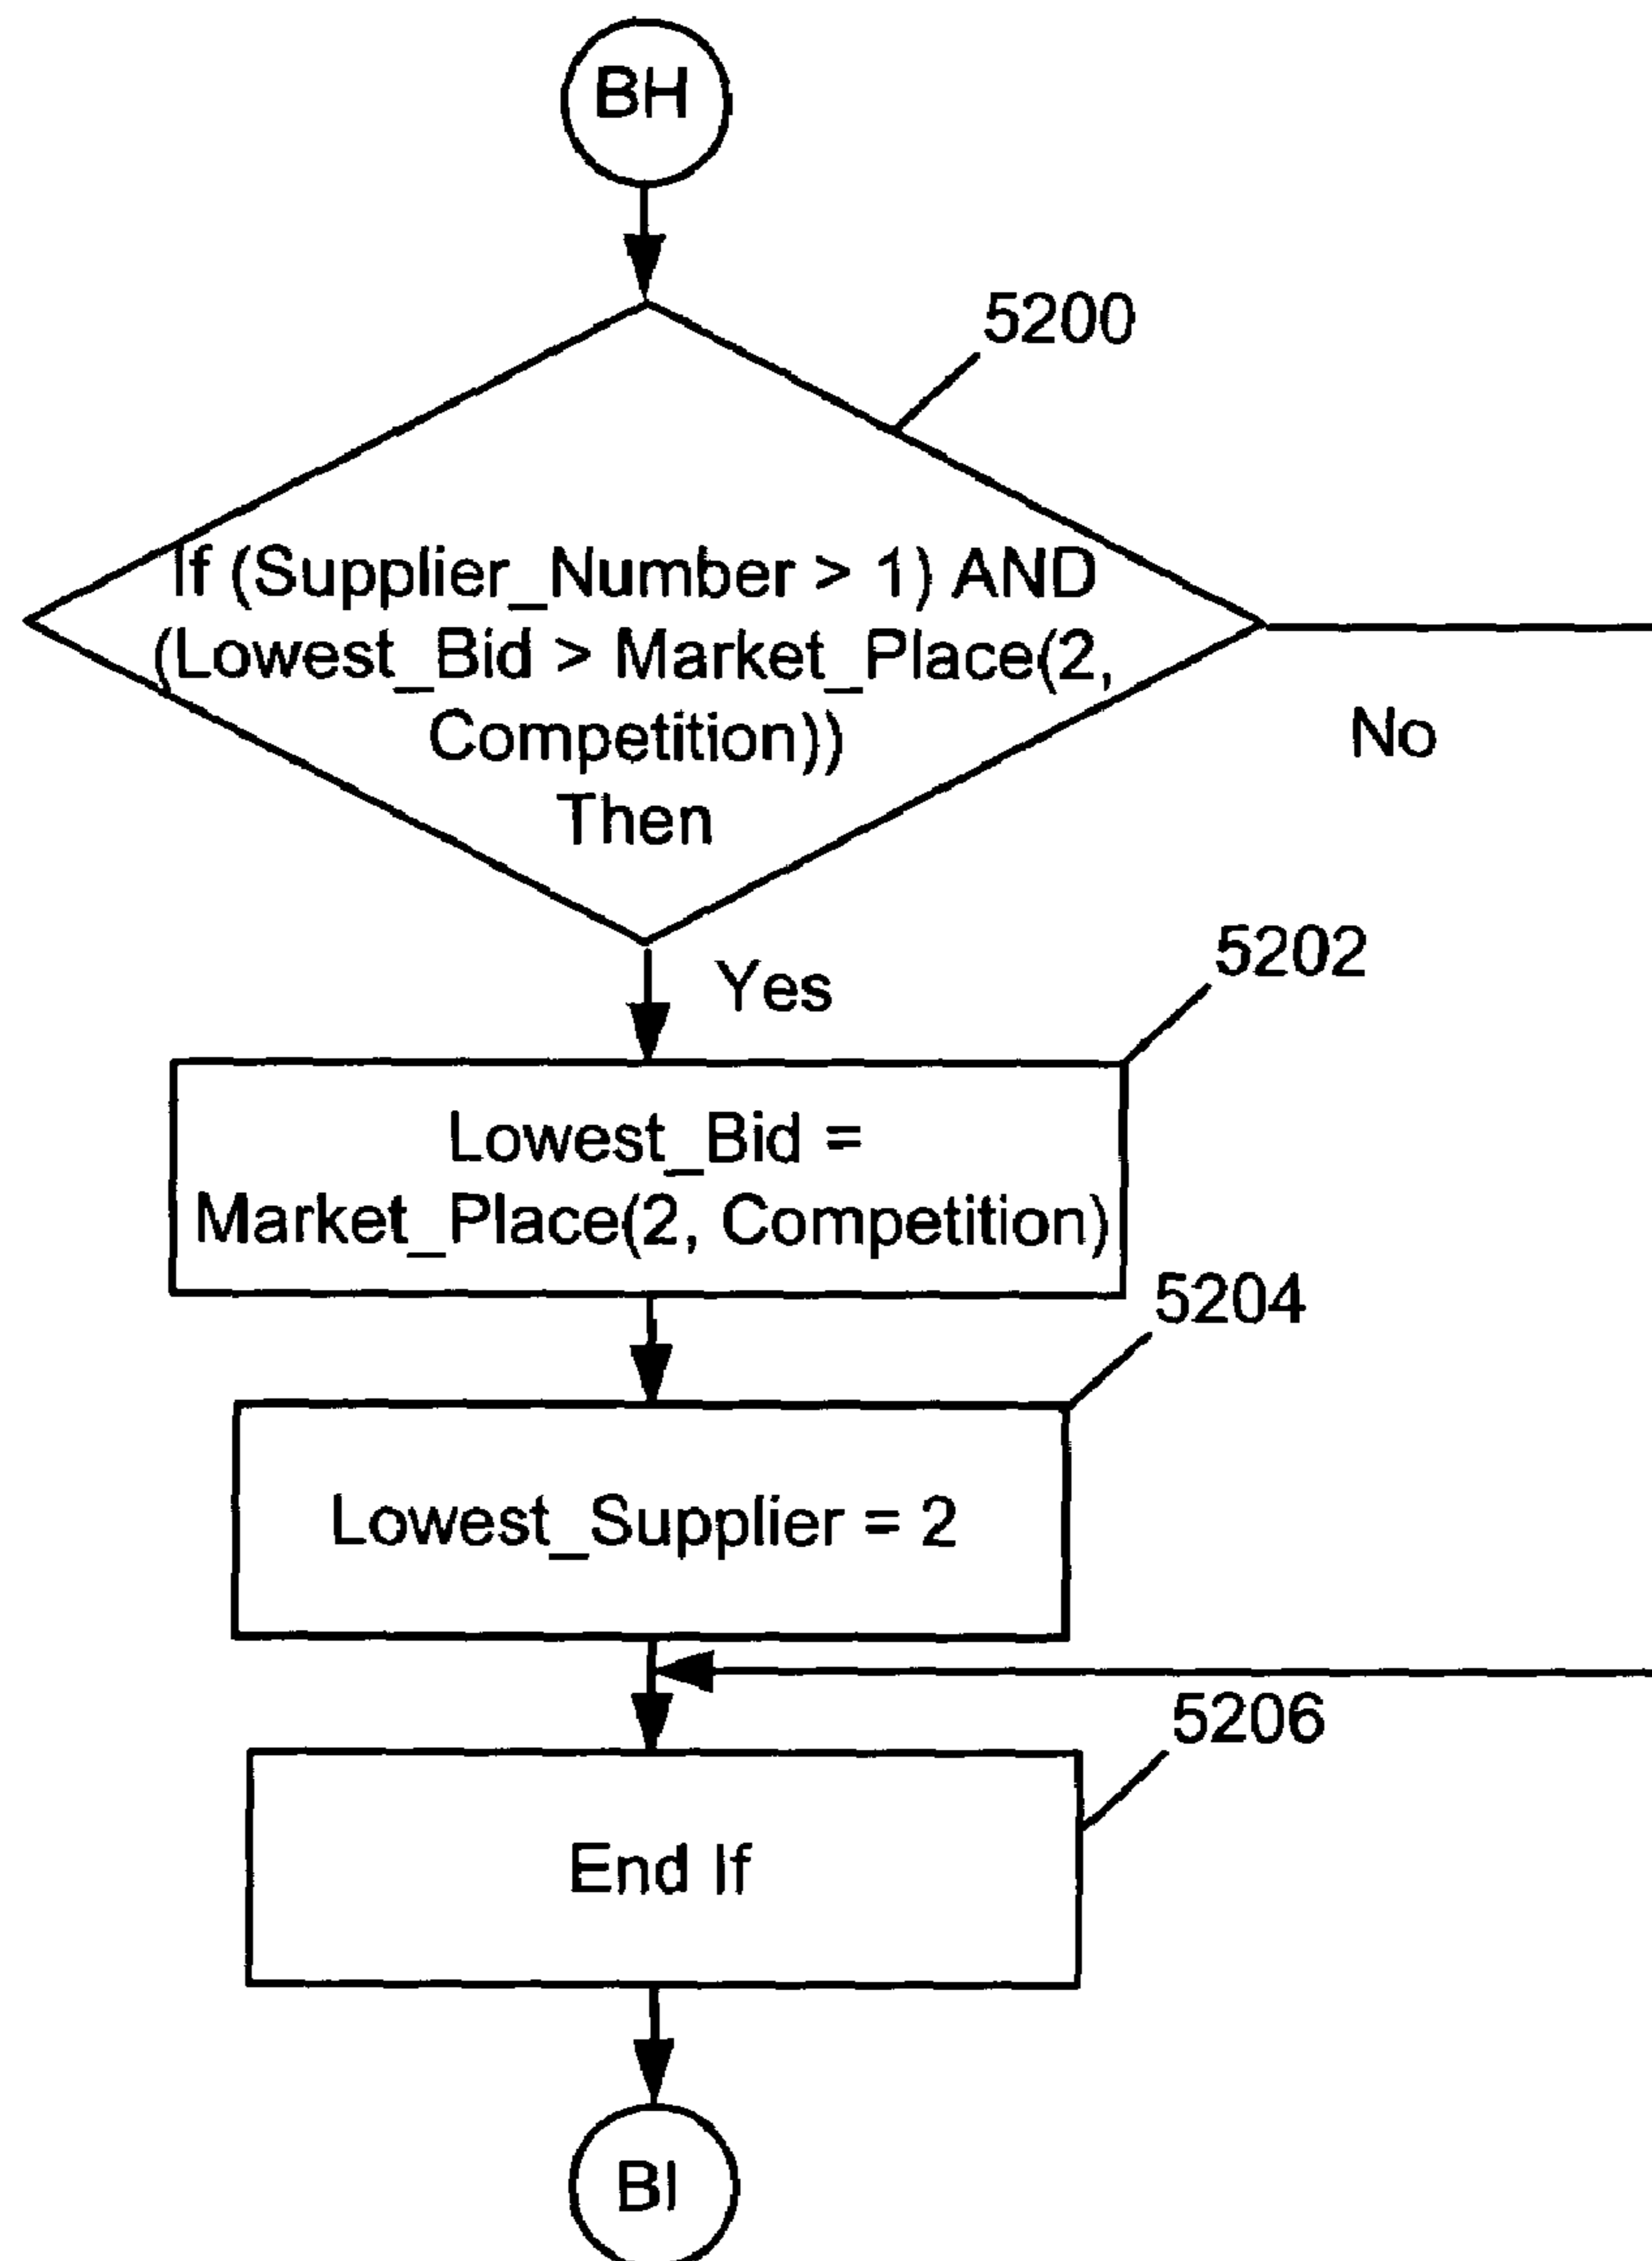 BH
5200
If (Supplier_Number > 1) AND
(Lowest_Bid > Market_Place(2,
Competition))
Then
No
Yes
5202
Lowest_Bid =
Market_Place(2, Competition)
5204
Lowest_Supplier = 2
5206
End If
BI